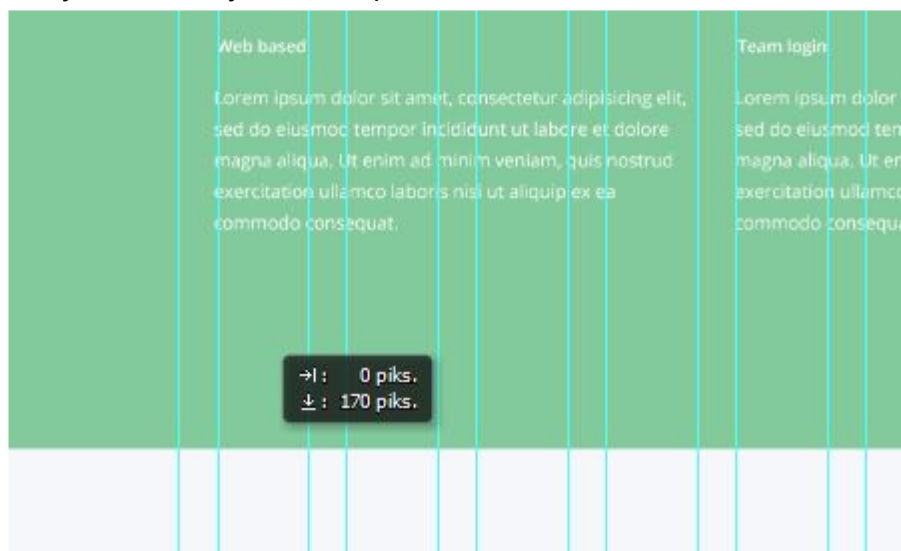 Web based
Lorem ipsum dolor sit amet, consectetur adipisicing elit,
sed do eiusmod tempor incididunt ut labore et dolore
magna aliqua. Ut enim ad minim veniam, quis nostrud
exercitation ullamco laboris nisi ut aliquip ex ea
commodo consequat.
Team login
Lorem ipsum dolor
sed do eiusmod ten
magna aliqua. Ut en
exercitation ullamco
commodo consequa
→|: 0 piks.
↓: 170 piks.